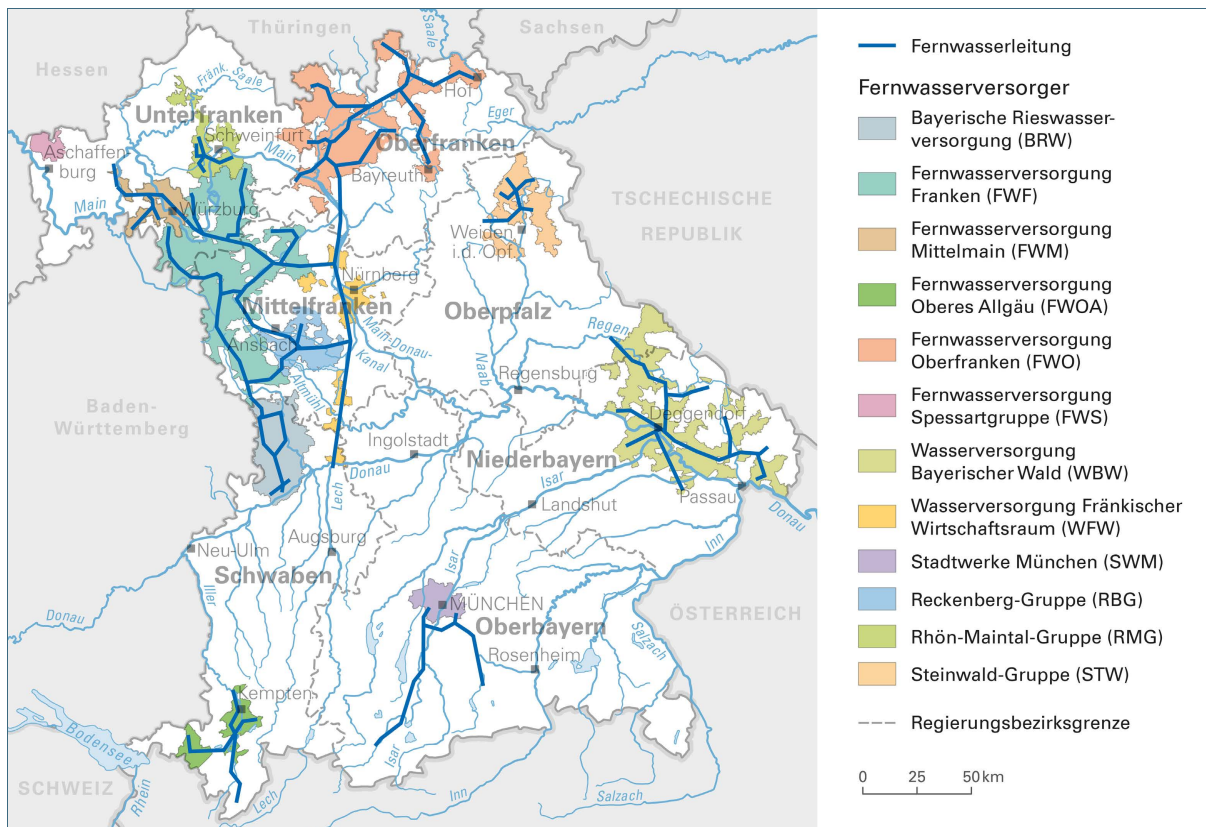 Thüringen
Sachsen
Hessen
Saale
Hof
Fränk. Saale
Unterfranken
Schweinfurt
Eger
Main
Oberfranken
Aschaffen
burg
Bayreuth
Main
Würzburg
TSCHECHISCHE
REPUBLIK
Weiden
i.d. Opf.
Nürnberg
Mittelfranken
Oberpfalz
Ansbach
Main-Donau-
Kanal
Regen
Altmühl
Naab
Regensburg
Baden-
Württemberg
Deggendorf
Ingolstadt
Donau
Niederbayern
Lech
Isar
Passau
Landshut
Donau
Inn
Neu-Ulm
Augsburg
Schwaben
Isar
Iller
MÜNCHEN
Oberbayern
ÖSTERREICH
Donau
Salzach
Rosenheim
Kempten
Bodensee
Isar
SCHWEIZ
Rhein
Lech
Inn
Salzach
Fernwasserleitung
Fernwasserversorger
Bayerische Rieswasser-
versorgung (BRW)
Fernwasserversorgung
Franken (FWF)
Fernwasserversorgung
Mittelmain (FWM)
Fernwasserversorgung
Oberes Allgäu (FWOA)
Fernwasserversorgung
Oberfranken (FWO)
Fernwasserversorgung
Spessartgruppe (FWS)
Wasserversorgung
Bayerischer Wald (WBW)
Wasserversorgung Fränkischer
Wirtschaftsraum (WFW)
Stadtwerke München (SWM)
Reckenberg-Gruppe (RBG)
Rhön-Maintal-Gruppe (RMG)
Steinwald-Gruppe (STW)
Regierungsbezirksgrenze
0 25 50 km